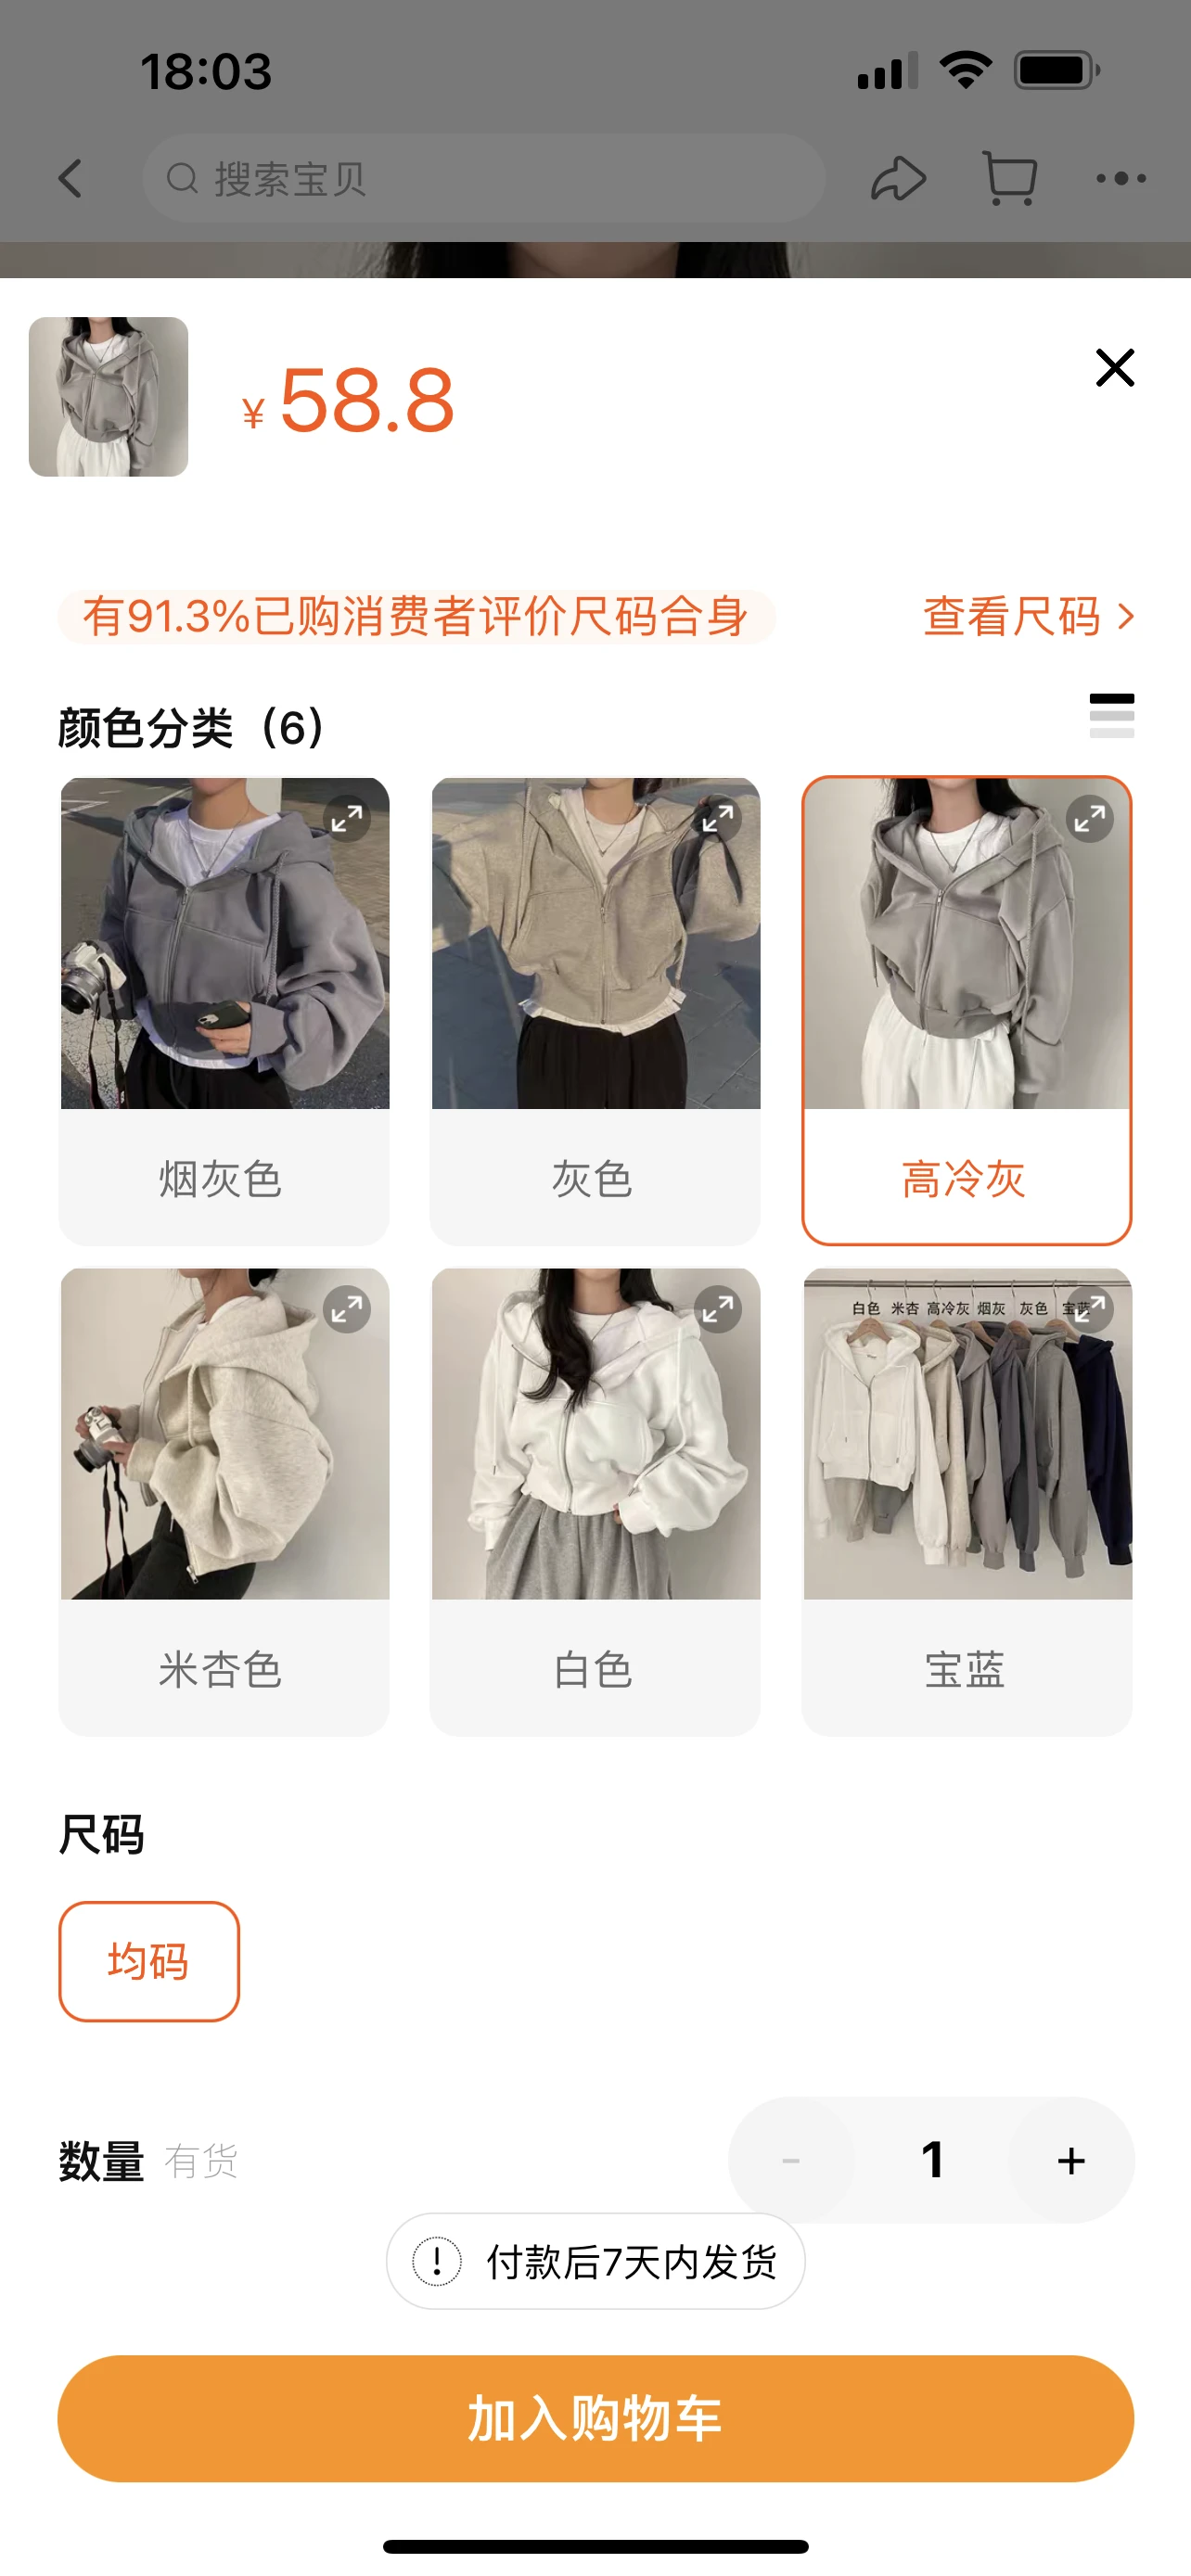 18:03
搜索宝贝
¥58.8
有91.3%已购消费者评价尺码合身
查看尺码
颜色分类（6）
烟灰色
灰色
高冷灰
白色 米杏 高冷灰 烟灰 灰色 宝蓝
米杏色
白色
宝蓝
尺码
均码
数量 有货
- 1 +
付款后7天内发货
加入购物车